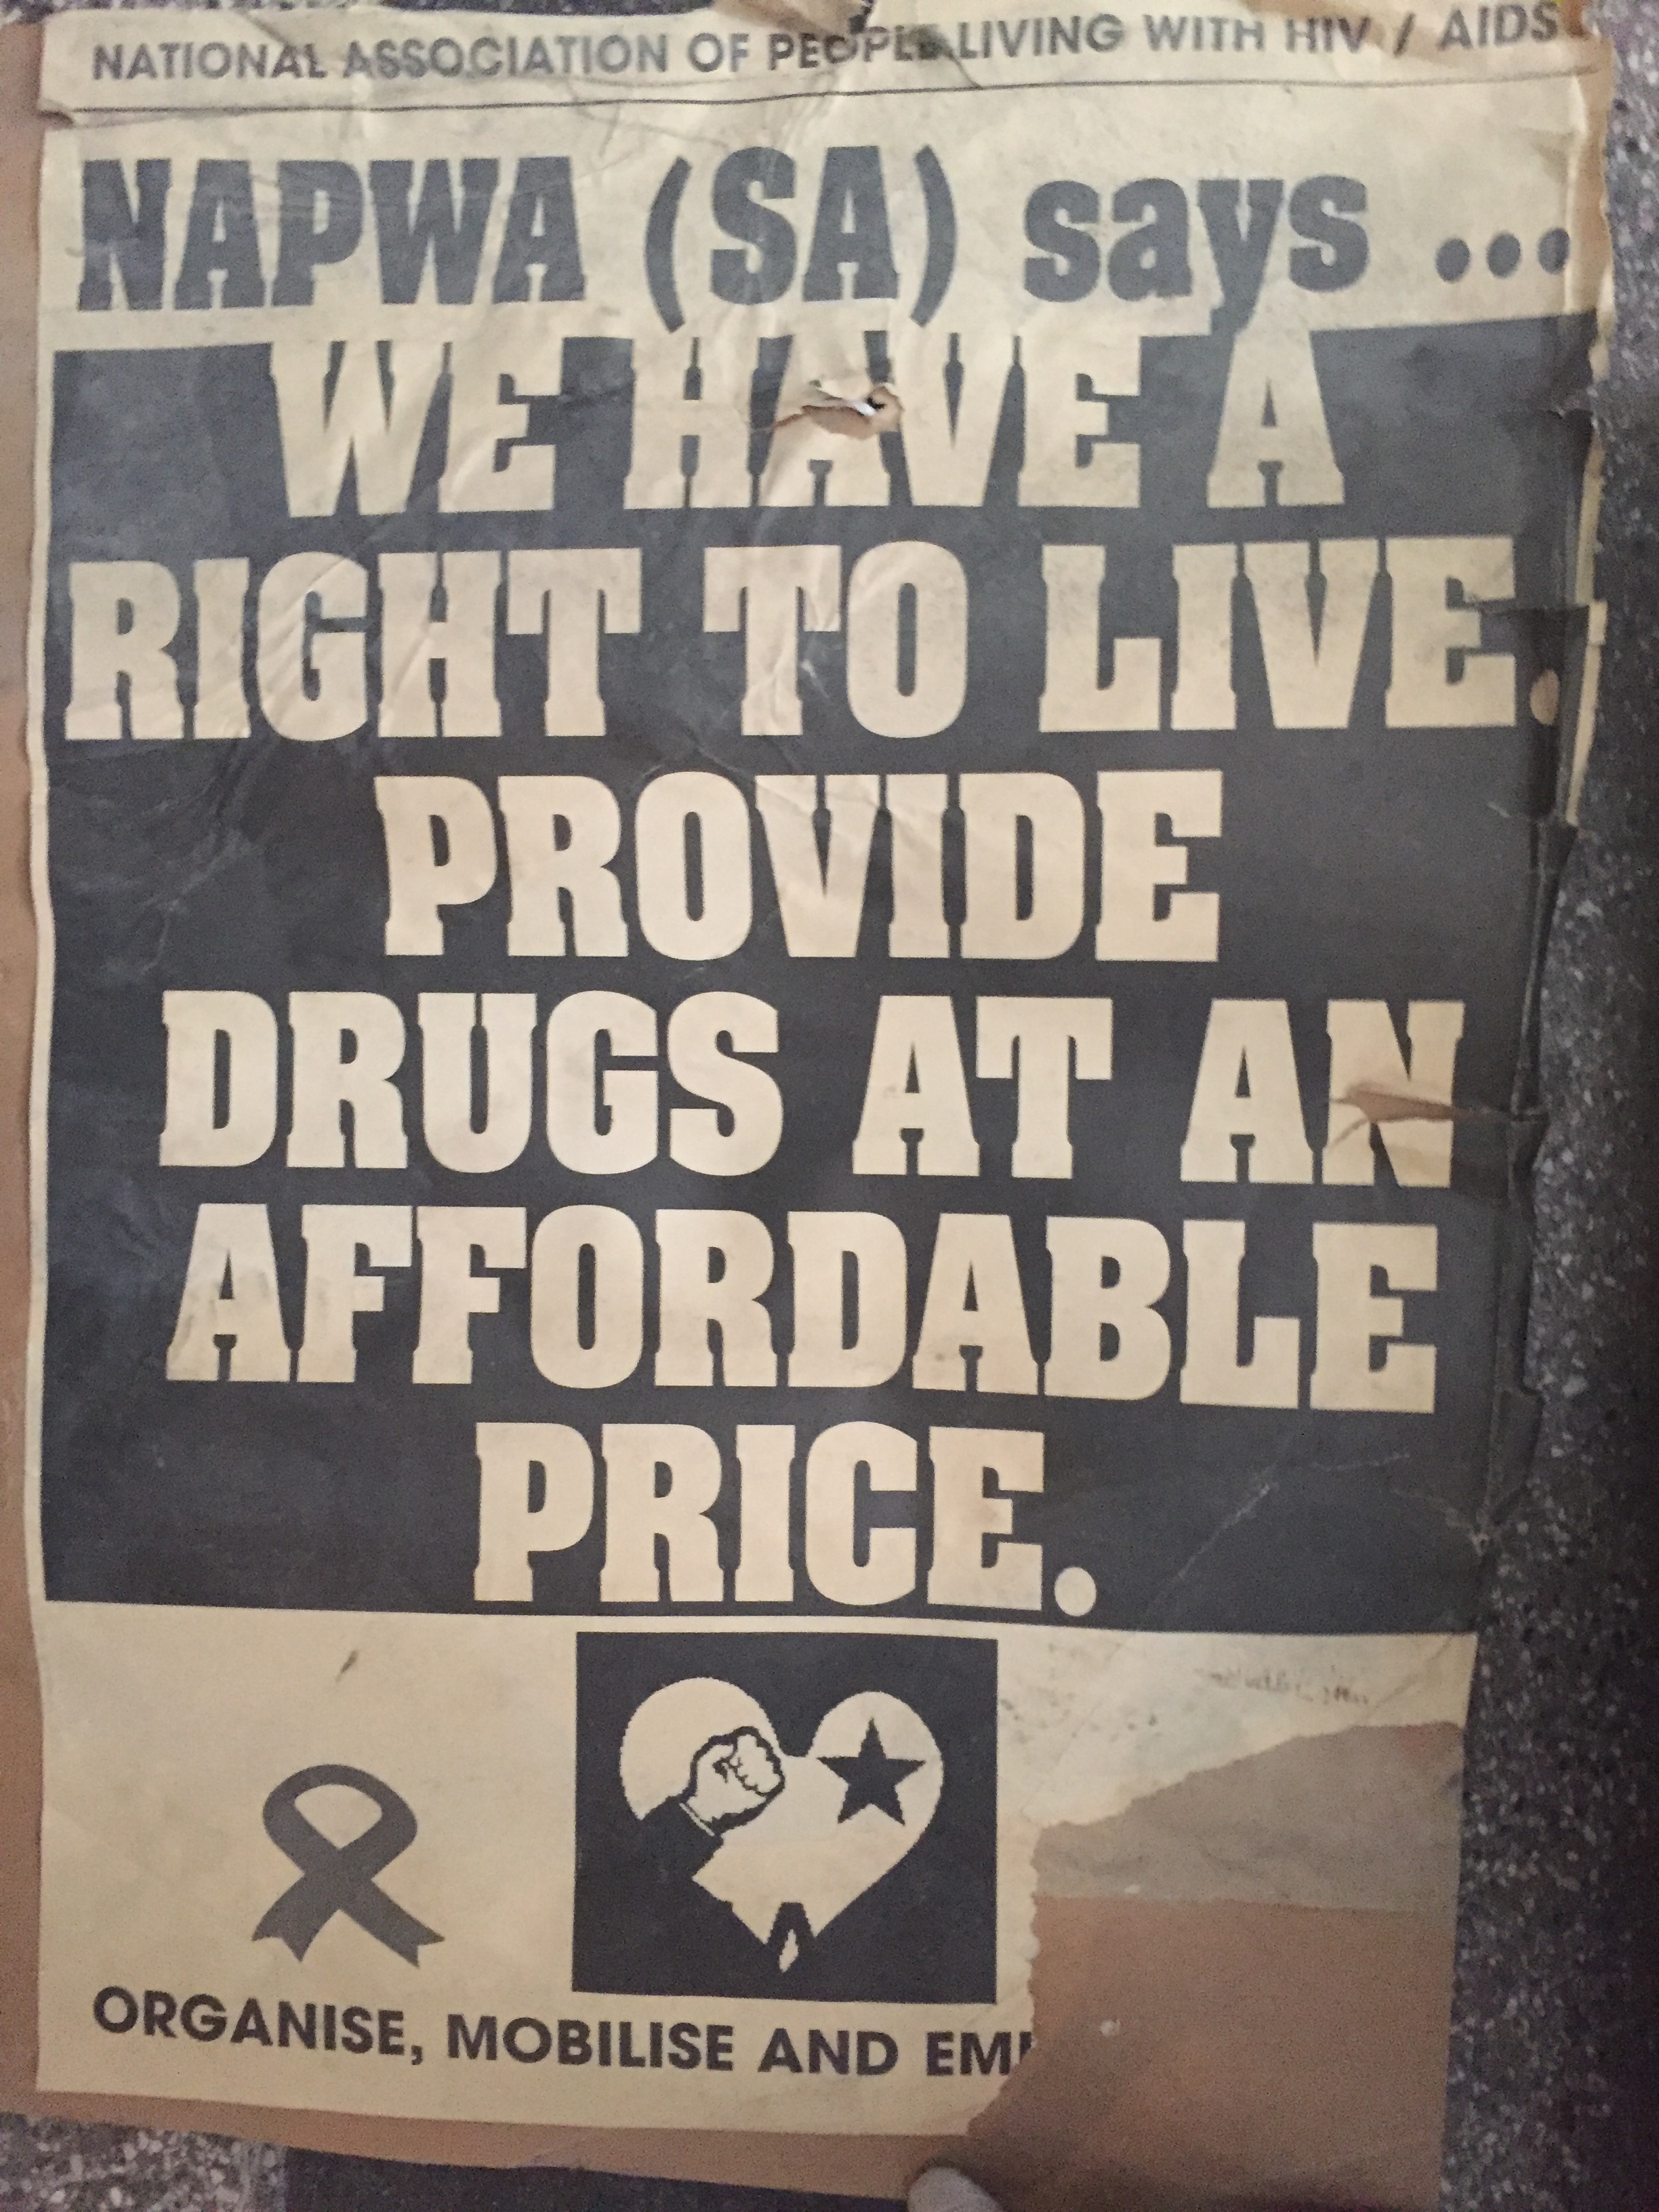 NATIONAL ASSOCIATION OF PEOPLE LIVING WITH HIV / AIDS
NAPWA (SA) says ...
WE HAVE A
RIGHT TO LIVE.
PROVIDE
DRUGS AT AN
AFFORDABLE
PRICE.
ORGANISE, MOBILISE AND